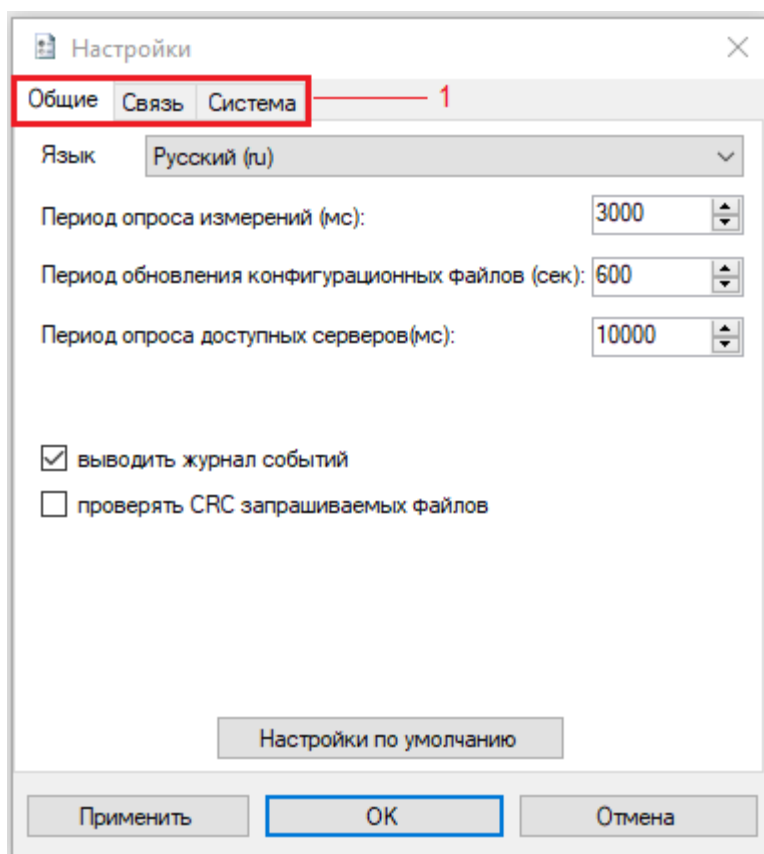 Настройки
Общие Связь Система 1
Язык Русский (ru)
Период опроса измерений (мс): 3000
Период обновления конфигурационных файлов (сек): 600
Период опроса доступных серверов(мс): 10000
выводить журнал событий
проверять CRC запрашиваемых файлов
Настройки по умолчанию
Применить OK Отмена